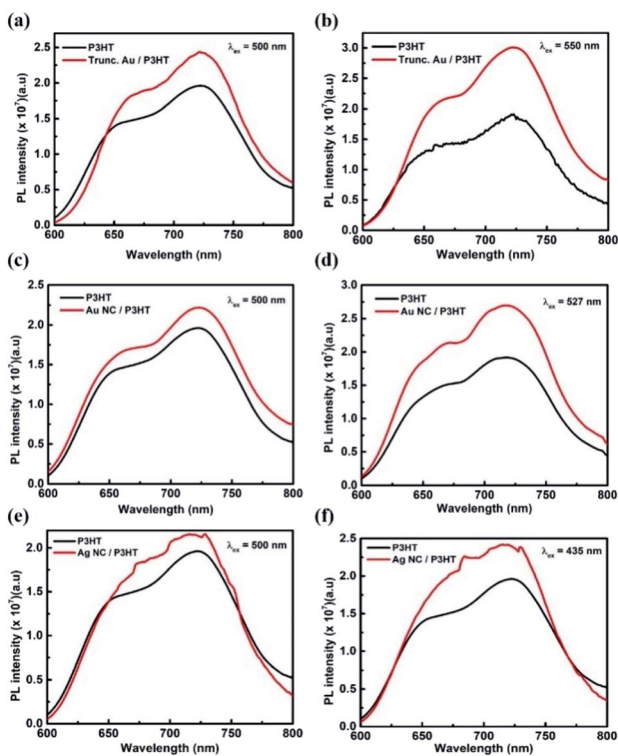 (a)
P3HT
Trunc. Au / P3HT
λex = 500 nm
PL intensity (x 10⁷)(a.u)
2.5
2.0
1.5
1.0
0.5
0.0
600 650 700 750 800
Wavelength (nm)
(b)
P3HT
Trunc. Au / P3HT
λex = 550 nm
PL intensity (x 10⁷)(a.u)
3.0
2.5
2.0
1.5
1.0
0.5
0.0
600 650 700 750 800
Wavelength (nm)
(c)
P3HT
Au NC / P3HT
λex = 500 nm
PL intensity (x 10⁷)(a.u)
2.5
2.0
1.5
1.0
0.5
0.0
600 650 700 750 800
Wavelength (nm)
(d)
P3HT
Au NC / P3HT
λex = 527 nm
PL intensity (x 10⁷)(a.u)
3.0
2.5
2.0
1.5
1.0
0.5
0.0
600 650 700 750 800
Wavelength (nm)
(e)
P3HT
Ag NC / P3HT
λex = 500 nm
PL intensity (x 10⁷)(a.u)
2.0
1.5
1.0
0.5
0.0
600 650 700 750 800
Wavelength (nm)
(f)
P3HT
Ag NC / P3HT
λex = 435 nm
PL intensity (x 10⁷)(a.u)
2.5
2.0
1.5
1.0
0.5
0.0
600 650 700 750 800
Wavelength (nm)